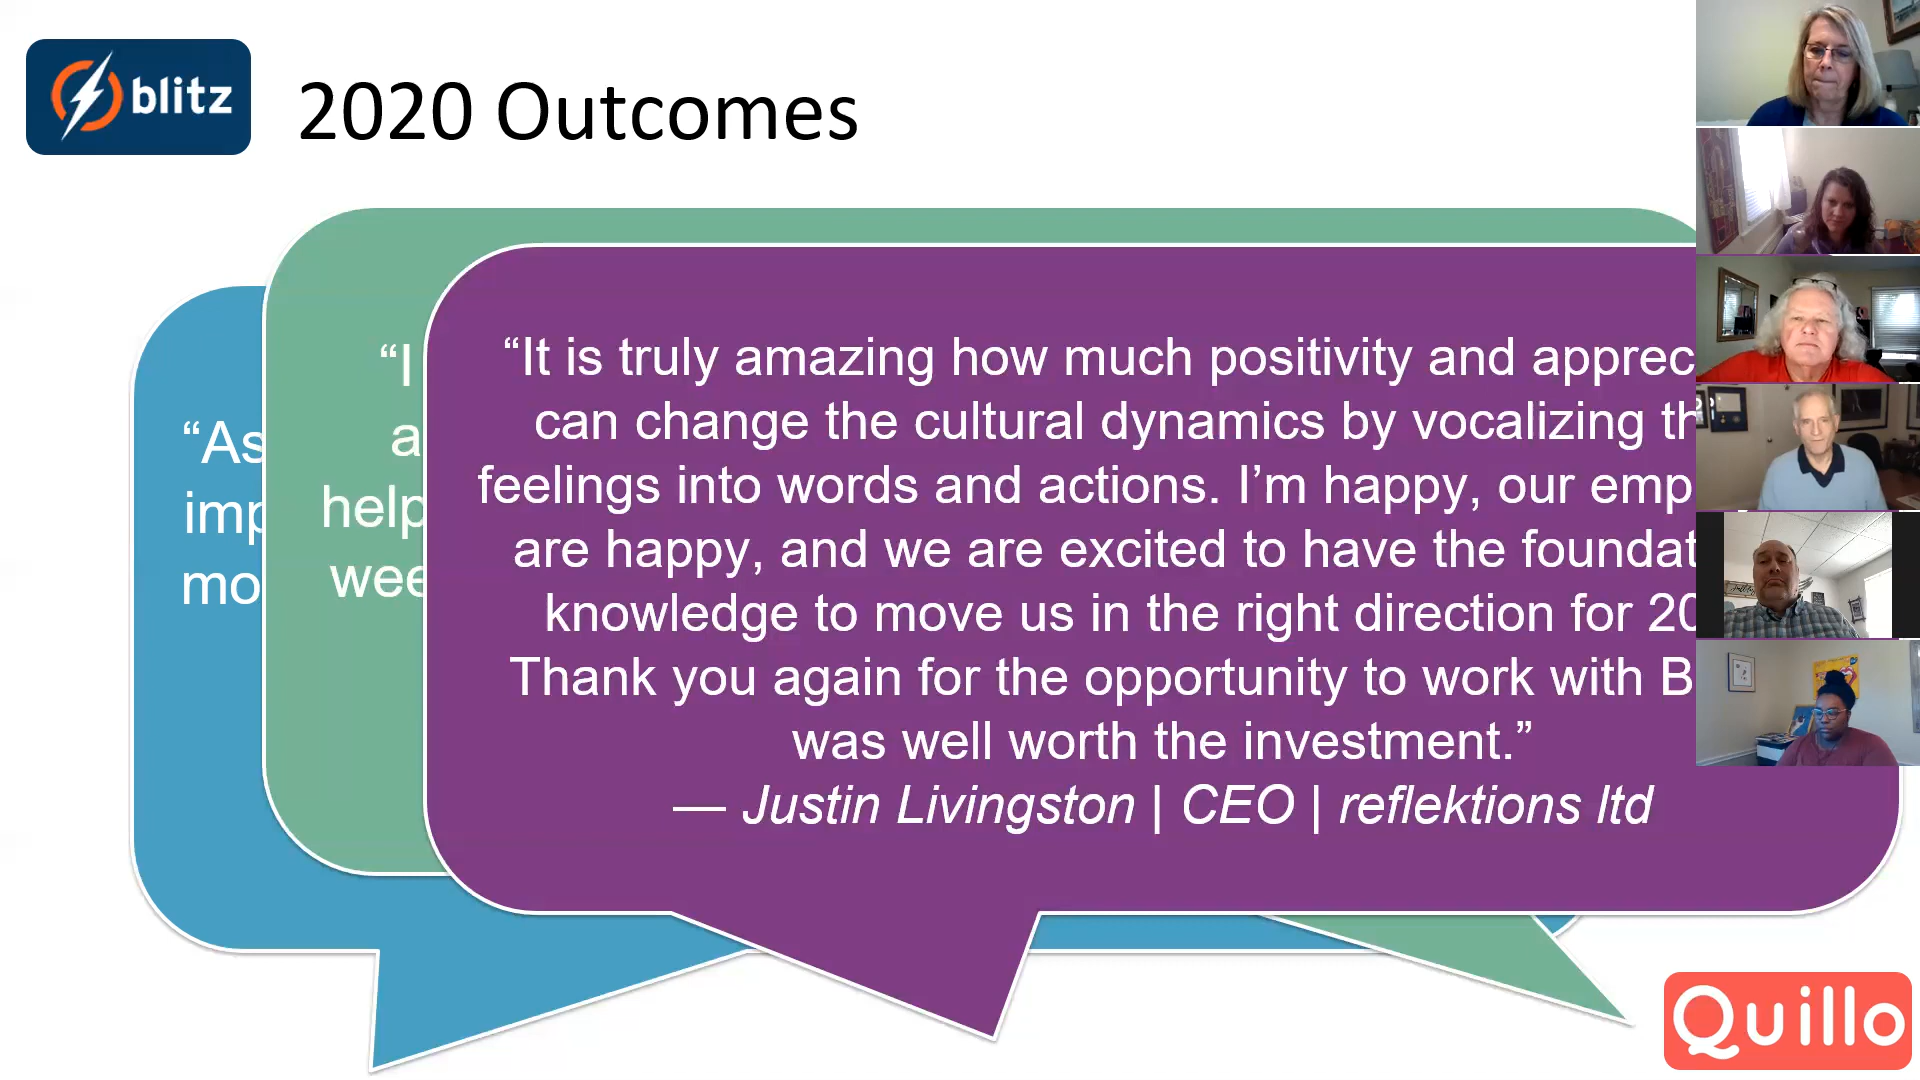 blitz
2020 Outcomes
“It is truly amazing how much positivity and apprec
can change the cultural dynamics by vocalizing th
feelings into words and actions. I’m happy, our emp
are happy, and we are excited to have the foundat
knowledge to move us in the right direction for 20
Thank you again for the opportunity to work with B
was well worth the investment.”
— Justin Livingston | CEO | reflektions ltd
“I
a
help
wee
“As
imp
mo
Quillo